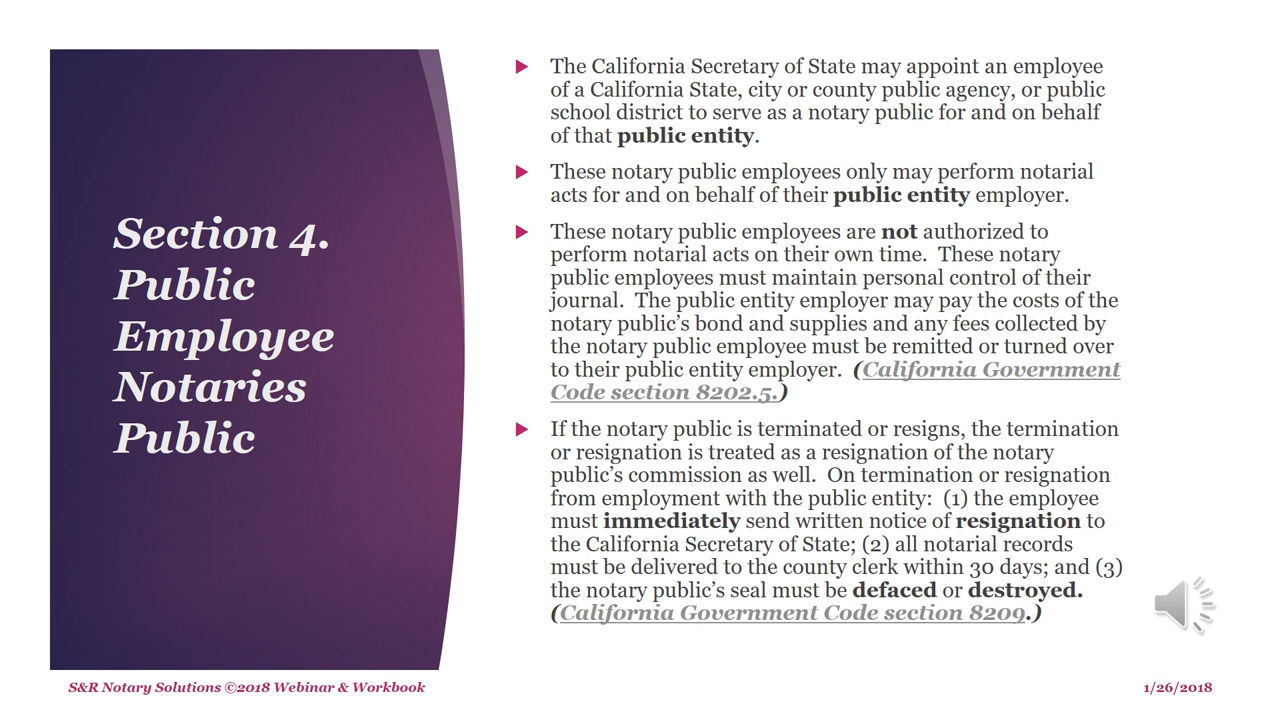 Section 4.
Public
Employee
Notaries
Public
The California Secretary of State may appoint an employee
of a California State, city or county public agency, or public
school district to serve as a notary public for and on behalf
of that public entity.
These notary public employees only may perform notarial
acts for and on behalf of their public entity employer.
These notary public employees are not authorized to
perform notarial acts on their own time.  These notary
public employees must maintain personal control of their
journal.  The public entity employer may pay the costs of the
notary public's bond and supplies and any fees collected by
the notary public employee must be remitted or turned over
to their public entity employer.  (California Government
Code section 8202.5.)
If the notary public is terminated or resigns, the termination
or resignation is treated as a resignation of the notary
public's commission as well.  On termination or resignation
from employment with the public entity:  (1) the employee
must immediately send written notice of resignation to
the California Secretary of State; (2) all notarial records
must be delivered to the county clerk within 30 days; and (3)
the notary public's seal must be defaced or destroyed.
(California Government Code section 8209.)
S&R Notary Solutions ©2018 Webinar & Workbook
1/26/2018